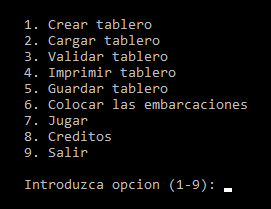 1. Crear tablero
2. Cargar tablero
3. Validar tablero
4. Imprimir tablero
5. Guardar tablero
6. Colocar las embarcaciones
7. Jugar
8. Creditos
9. Salir
Introduzca opcion (1-9):